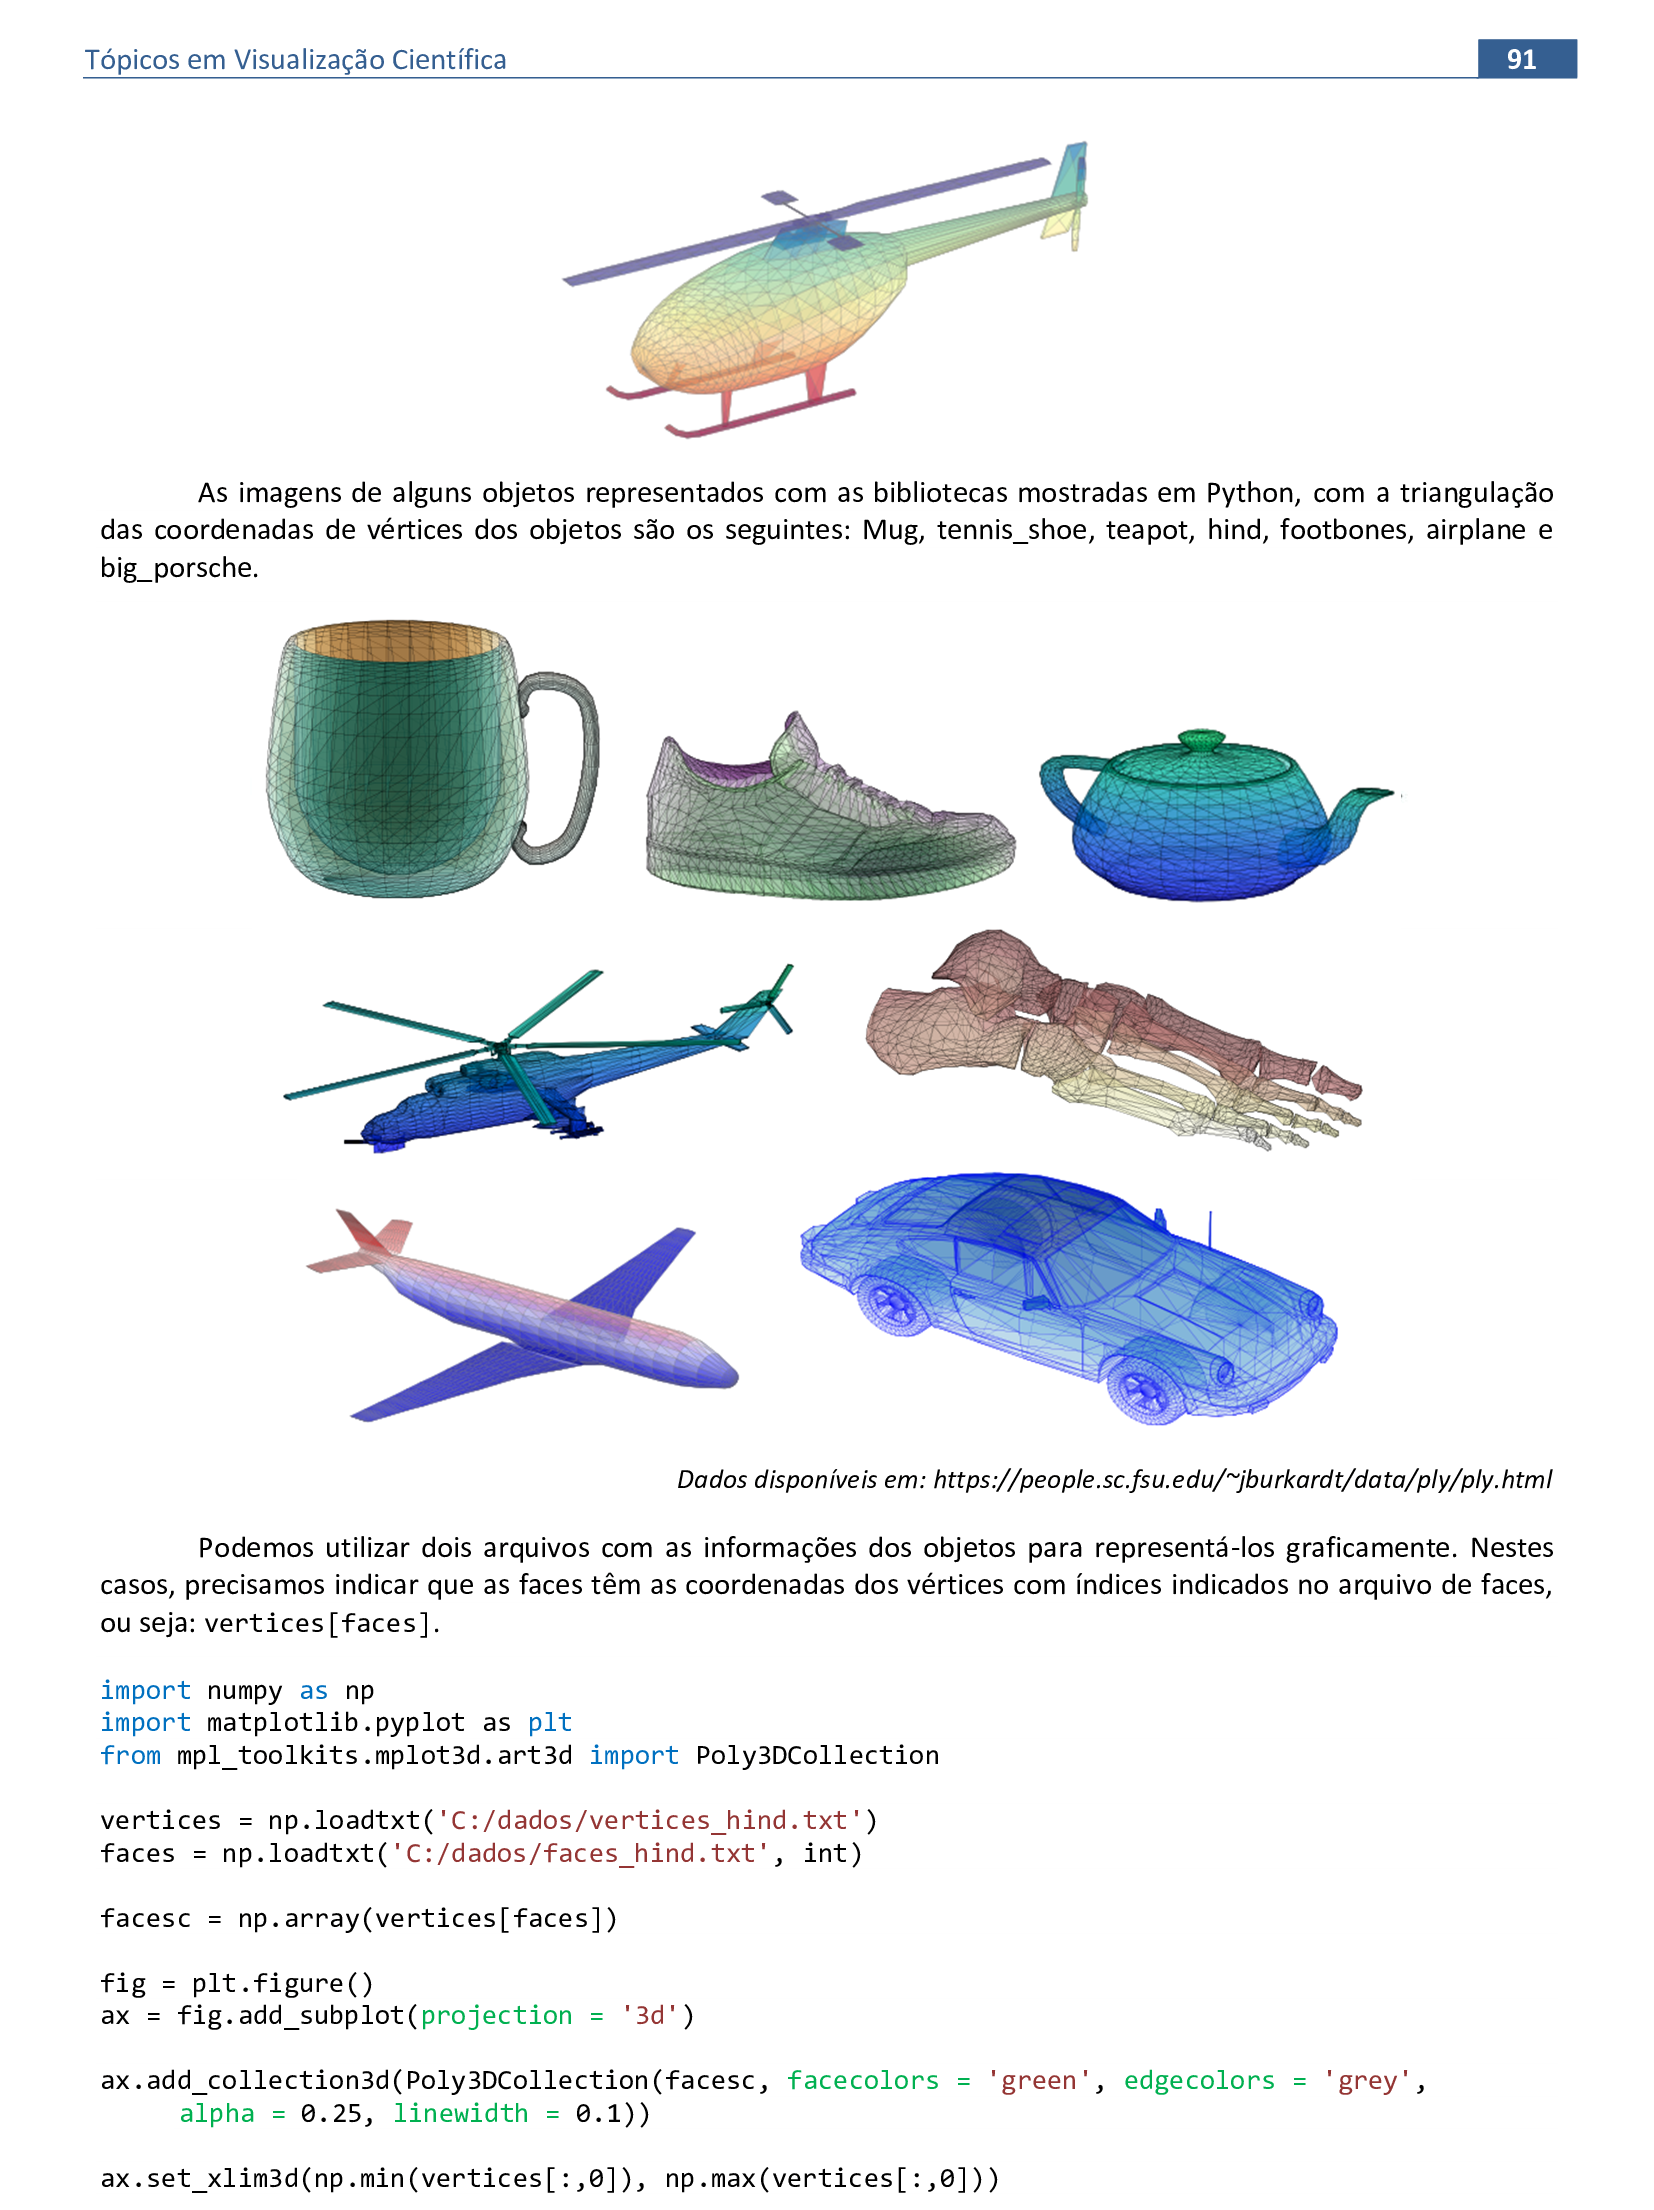 Tópicos em Visualização Científica 91
As imagens de alguns objetos representados com as bibliotecas mostradas em Python, com a triangulação
das coordenadas de vértices dos objetos são os seguintes: Mug, tennis_shoe, teapot, hind, footbones, airplane e
big_porsche.
Dados disponíveis em: https://people.sc.fsu.edu/~jburkardt/data/ply/ply.html
Podemos utilizar dois arquivos com as informações dos objetos para representá-los graficamente. Nestes
casos, precisamos indicar que as faces têm as coordenadas dos vértices com índices indicados no arquivo de faces,
ou seja: vertices[faces].
import numpy as np
import matplotlib.pyplot as plt
from mpl_toolkits.mplot3d.art3d import Poly3DCollection
vertices = np.loadtxt('C:/dados/vertices_hind.txt')
faces = np.loadtxt('C:/dados/faces_hind.txt', int)
facesc = np.array(vertices[faces])
fig = plt.figure()
ax = fig.add_subplot(projection = '3d')
ax.add_collection3d(Poly3DCollection(facesc, facecolors = 'green', edgecolors = 'grey',
alpha = 0.25, linewidth = 0.1))
ax.set_xlim3d(np.min(vertices[:,0]), np.max(vertices[:,0]))